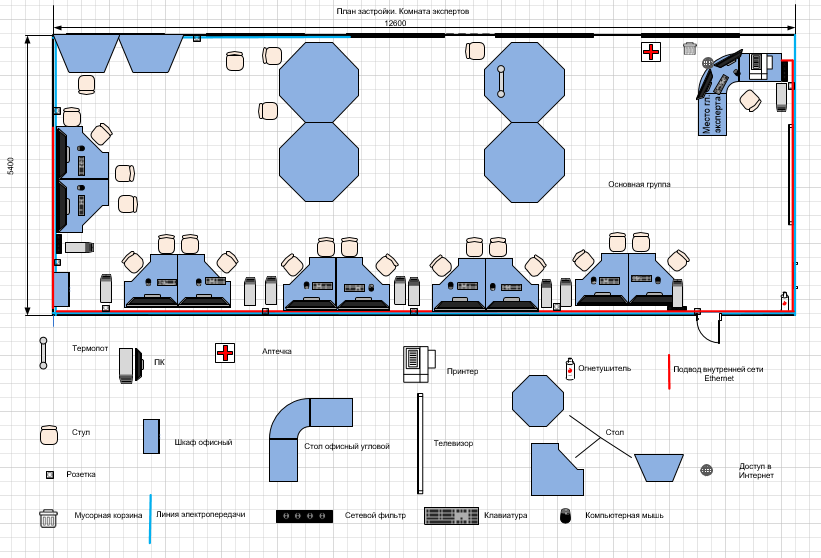 План застройки. Комната экспертов
12600
5400
Место гл.
эксперта
Основная группа
Термопот
ПК
Аптечка
Принтер
Огнетушитель
Подвод внутренней сети
Ethernet
Стул
Шкаф офисный
Стол офисный угловой
Телевизор
Стол
Розетка
Доступ в
Интернет
Мусорная корзина
Линия электропередачи
Сетевой фильтр
Клавиатура
Компьютерная мышь